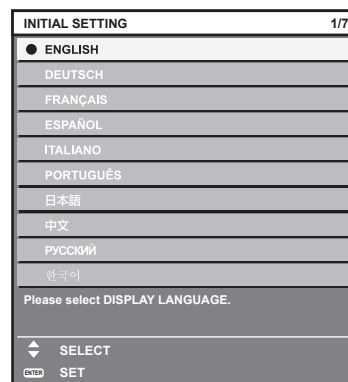 INITIAL SETTING 1/7
ENGLISH
DEUTSCH
FRANÇAIS
ESPAÑOL
ITALIANO
PORTUGUÊS
日本語
中文
РУССКИЙ
한국어
Please select DISPLAY LANGUAGE.
SELECT
ENTER SET